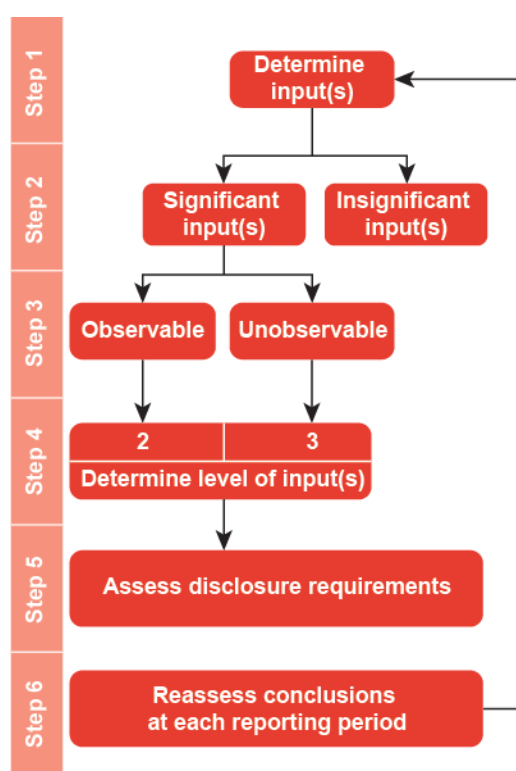 Step 1
Determine
input(s)
Step 2
Significant
input(s)
Insignificant
input(s)
Step 3
Observable
Unobservable
Step 4
2
3
Determine level of input(s)
Step 5
Assess disclosure requirements
Step 6
Reassess conclusions
at each reporting period